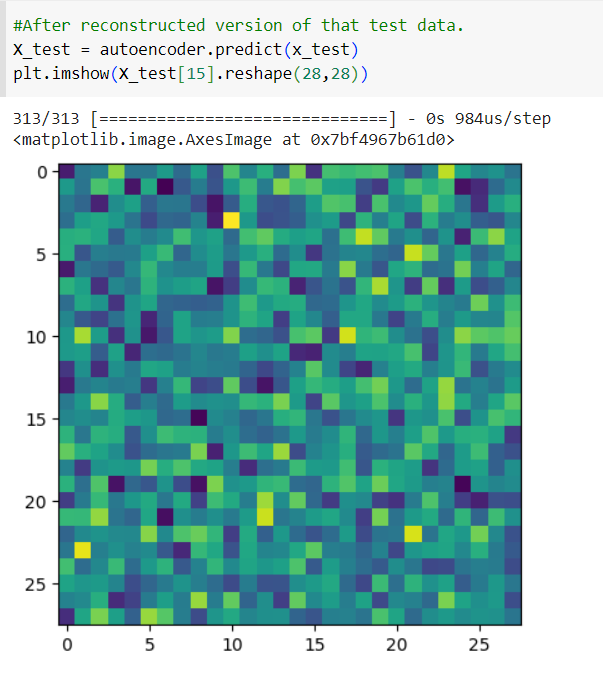 #After reconstructed version of that test data.
X_test = autoencoder.predict(x_test)
plt.imshow(X_test[15].reshape(28,28))
313/313 [==============================] - 0s 984us/step
<matplotlib.image.AxesImage at 0x7bf4967b61d0>
0
5
10
15
20
25
0 5 10 15 20 25